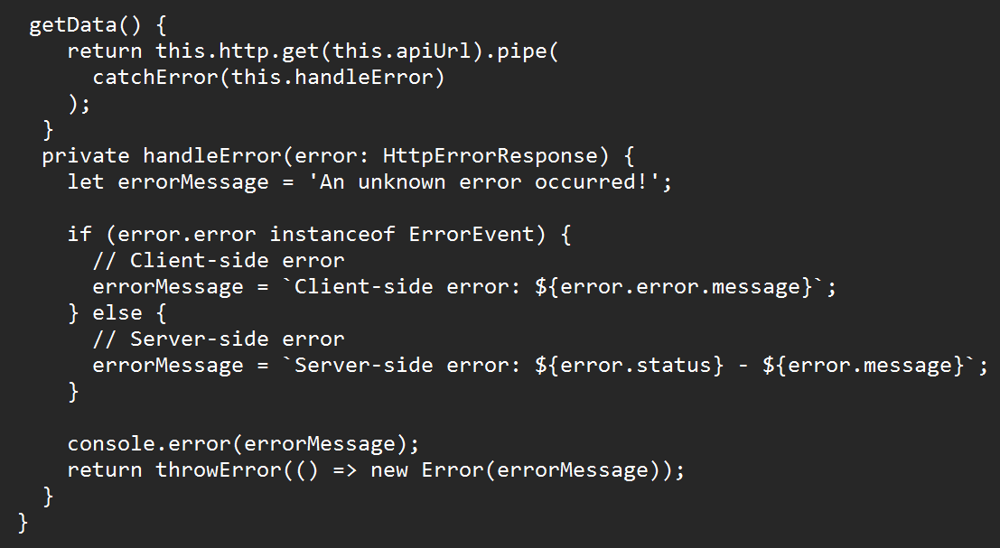 getData() {
return this.http.get(this.apiUrl).pipe(
catchError(this.handleError)
);
}
private handleError(error: HttpErrorResponse) {
let errorMessage = 'An unknown error occurred!';
if (error.error instanceof ErrorEvent) {
// Client-side error
errorMessage = `Client-side error: ${error.error.message}`;
} else {
// Server-side error
errorMessage = `Server-side error: ${error.status} - ${error.message}`;
}
console.error(errorMessage);
return throwError(() => new Error(errorMessage));
}
}